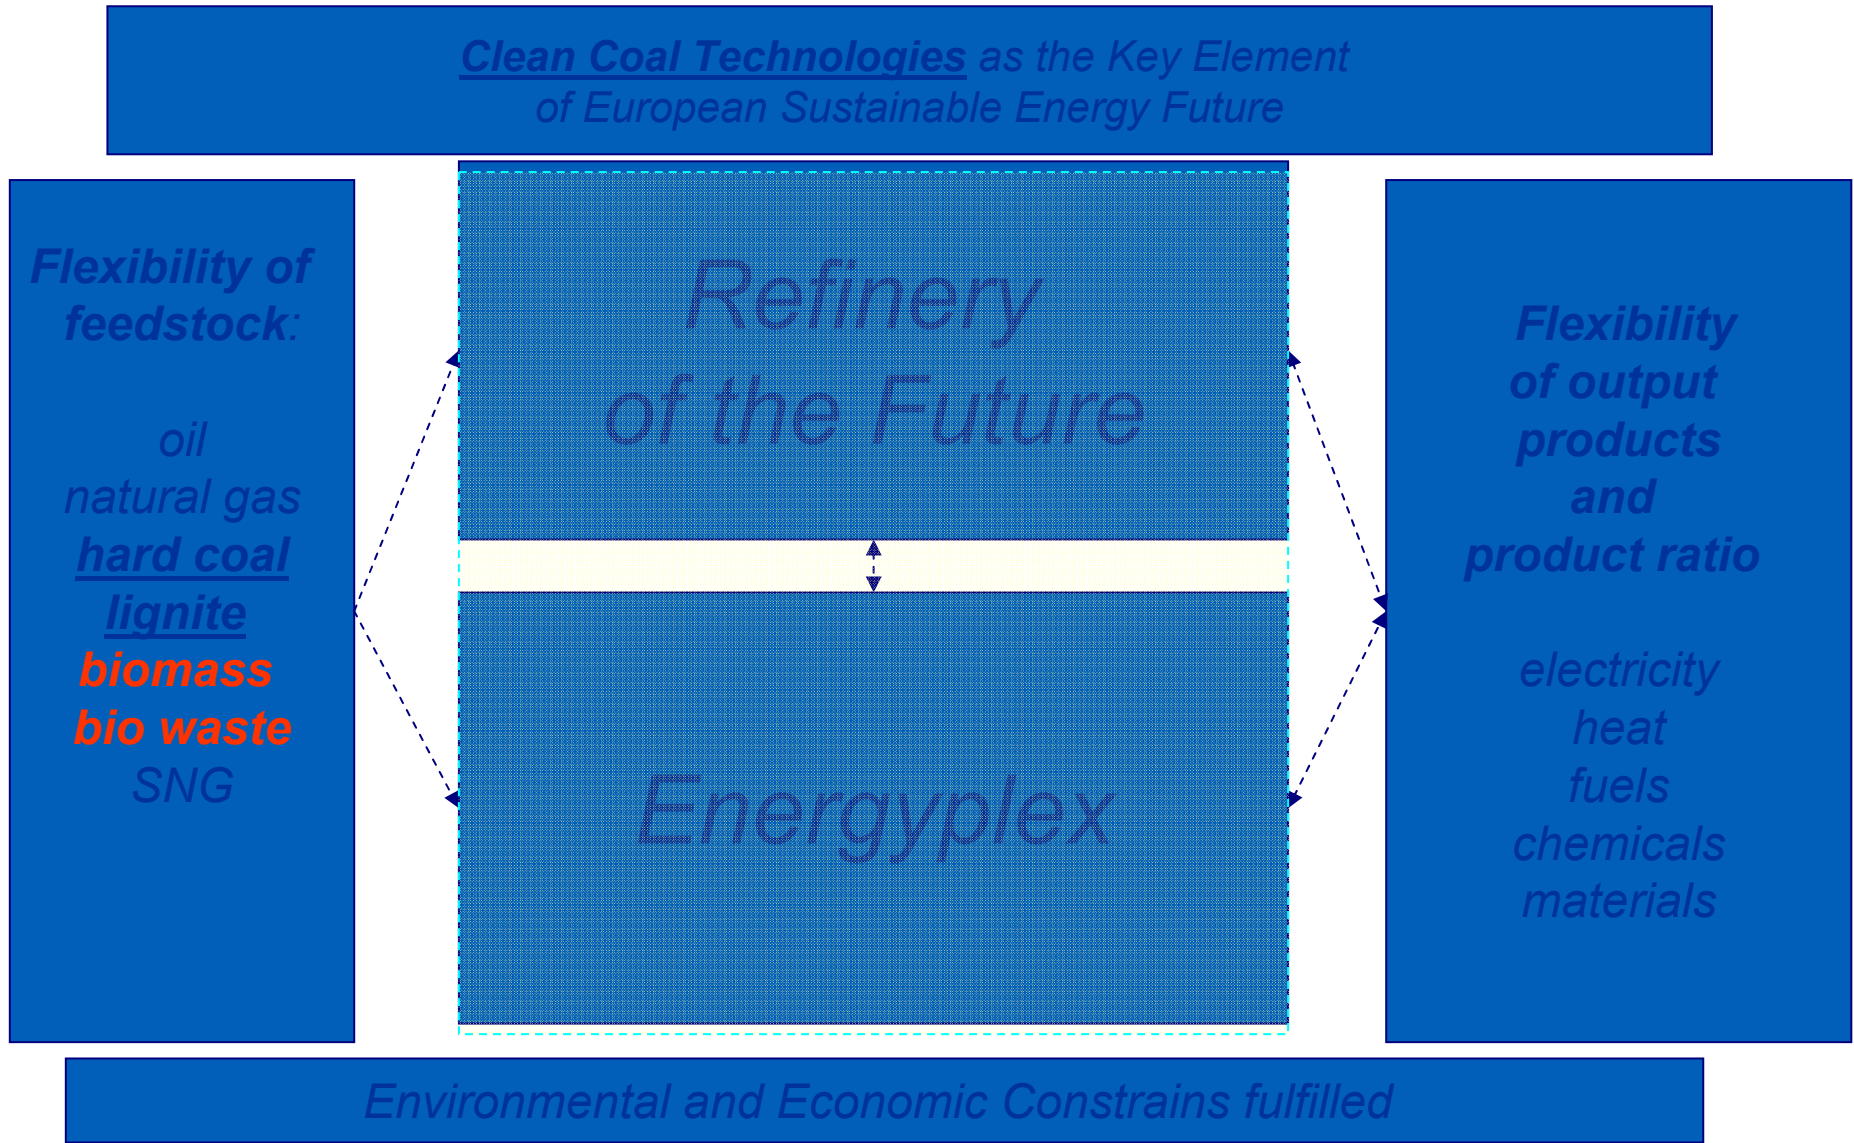 Clean Coal Technologies as the Key Element
of European Sustainable Energy Future
Flexibility of
feedstock:
oil
natural gas
hard coal
lignite
biomass
bio waste
SNG
Refinery
of the Future
Energyplex
Flexibility
of output
products
and
product ratio
electricity
heat
fuels
chemicals
materials
Environmental and Economic Constrains fulfilled